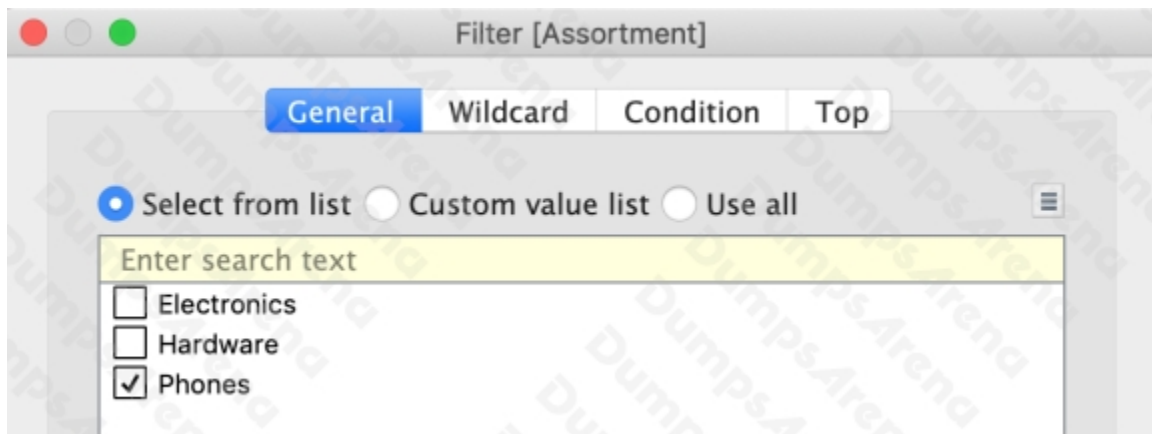 Filter [Assortment]
General Wildcard Condition Top
Select from list Custom value list Use all
Enter search text
Electronics
Hardware
Phones
DumpsArena